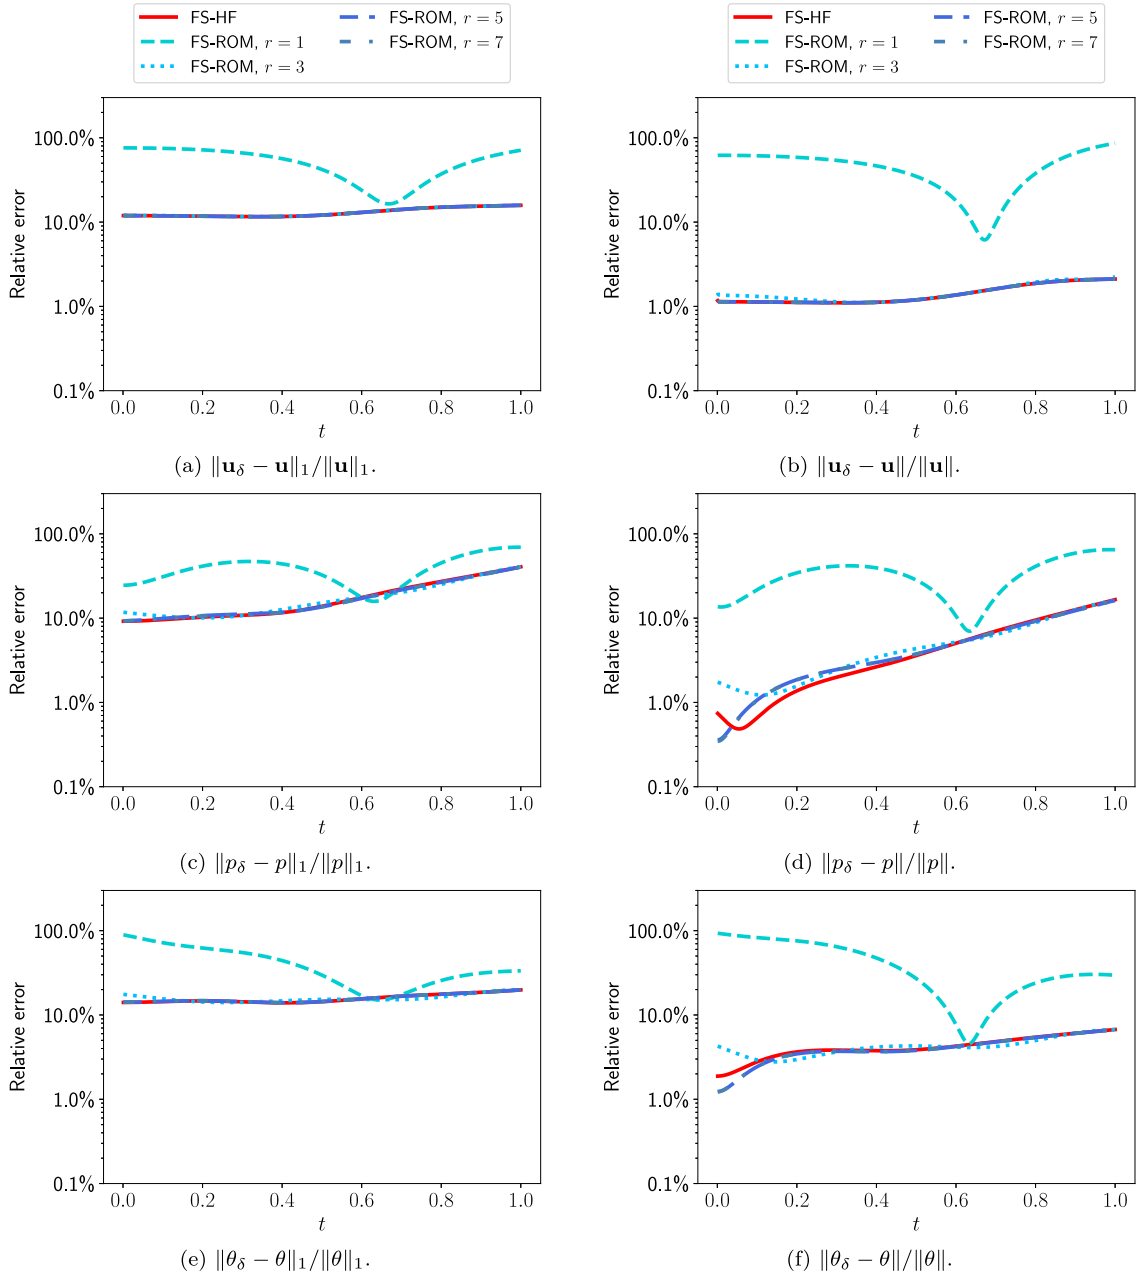 FS-HF
FS-ROM, r = 1
FS-ROM, r = 3
FS-ROM, r = 5
FS-ROM, r = 7
FS-HF
FS-ROM, r = 1
FS-ROM, r = 3
FS-ROM, r = 5
FS-ROM, r = 7
Relative error
100.0%
10.0%
1.0%
0.1%
0.0 0.2 0.4 0.6 0.8 1.0
t
(a) ‖𝐮δ − 𝐮‖₁/‖𝐮‖₁.
Relative error
100.0%
10.0%
1.0%
0.1%
0.0 0.2 0.4 0.6 0.8 1.0
t
(b) ‖𝐮δ − 𝐮‖/‖𝐮‖.
Relative error
100.0%
10.0%
1.0%
0.1%
0.0 0.2 0.4 0.6 0.8 1.0
t
(c) ‖pδ − p‖₁/‖p‖₁.
Relative error
100.0%
10.0%
1.0%
0.1%
0.0 0.2 0.4 0.6 0.8 1.0
t
(d) ‖pδ − p‖/‖p‖.
Relative error
100.0%
10.0%
1.0%
0.1%
0.0 0.2 0.4 0.6 0.8 1.0
t
(e) ‖θδ − θ‖₁/‖θ‖₁.
Relative error
100.0%
10.0%
1.0%
0.1%
0.0 0.2 0.4 0.6 0.8 1.0
t
(f) ‖θδ − θ‖/‖θ‖.